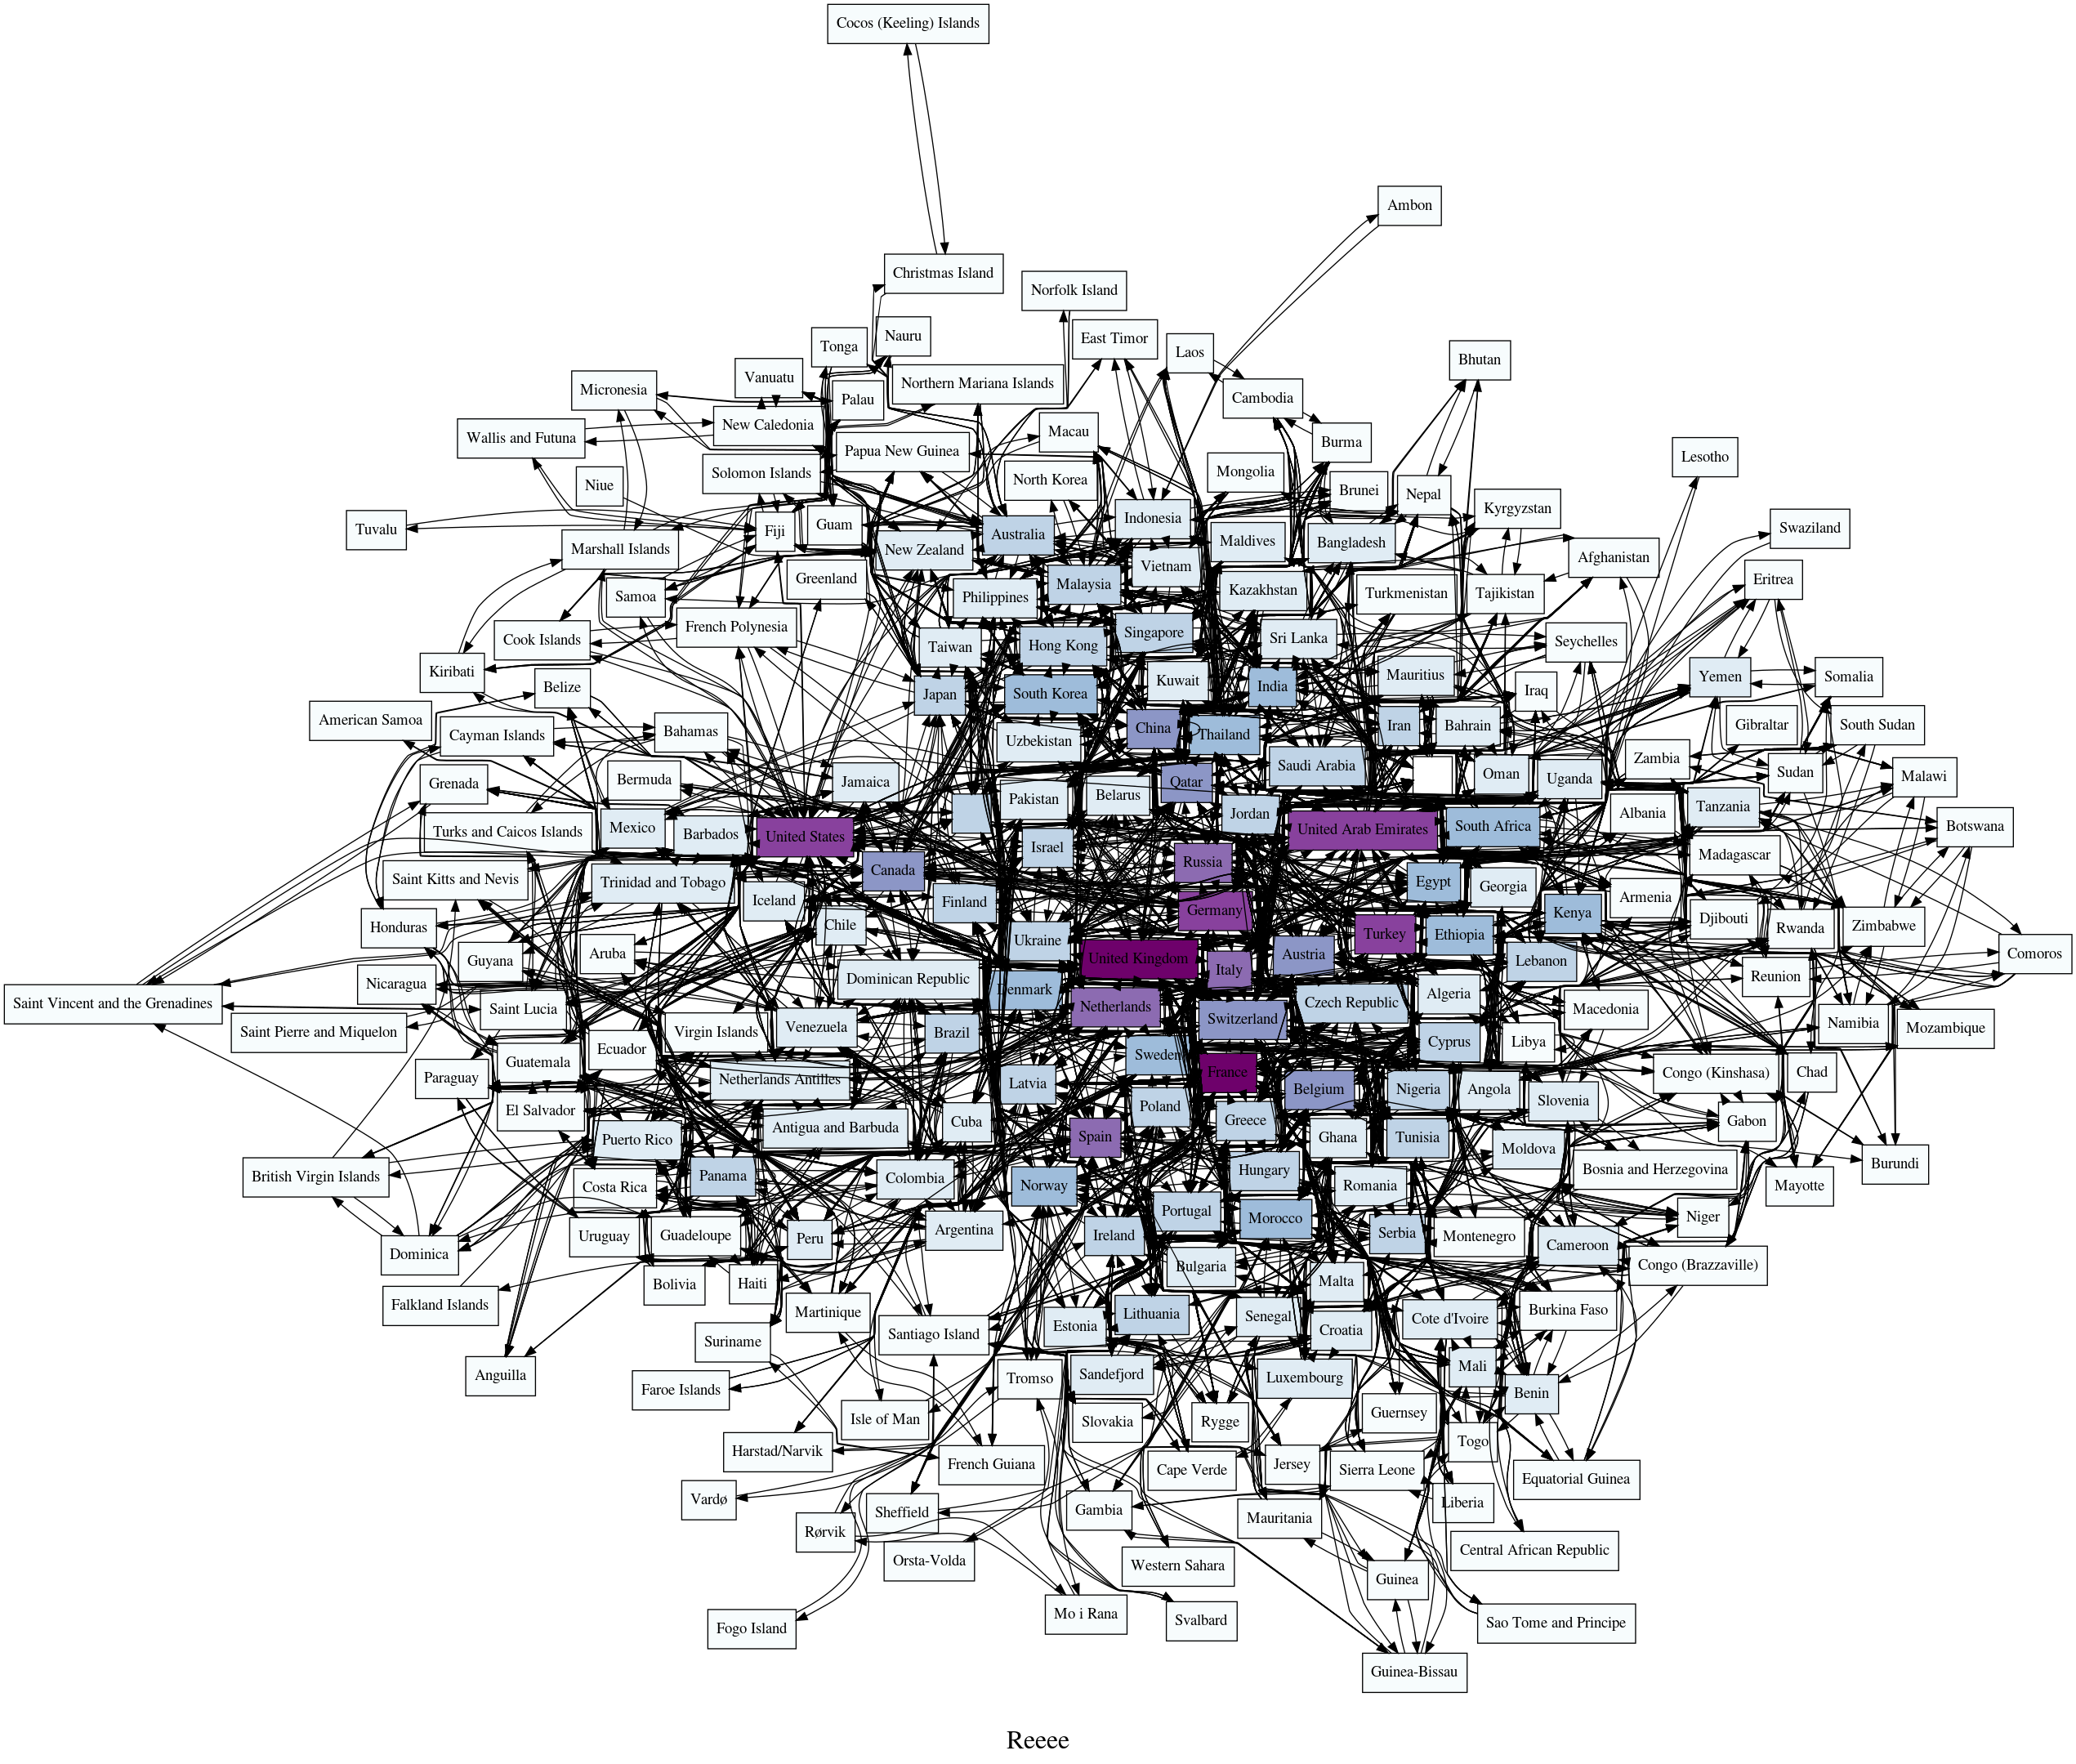 Cocos (Keeling) Islands
Ambon
Christmas Island
Norfolk Island
Nauru
East Timor
Tonga
Laos
Bhutan
Vanuatu
Northern Mariana Islands
Micronesia
Palau
Cambodia
New Caledonia
Macau
Wallis and Futuna
Burma
Papua New Guinea
Lesotho
Solomon Islands
Mongolia
North Korea
Niue
Brunei
Nepal
Kyrgyzstan
Tuvalu
Fiji
Guam
Indonesia
Swaziland
Australia
Maldives
Bangladesh
Marshall Islands
New Zealand
Afghanistan
Vietnam
Greenland
Malaysia
Eritrea
Samoa
Philippines
Kazakhstan
Turkmenistan
Tajikistan
French Polynesia
Cook Islands
Singapore
Sri Lanka
Seychelles
Taiwan
Hong Kong
Kiribati
Mauritius
Yemen
Somalia
Belize
Japan
South Korea
Kuwait
India
Iraq
American Samoa
Cayman Islands
Bahamas
China
Thailand
Iran
Bahrain
Gibraltar
South Sudan
Uzbekistan
Zambia
Grenada
Bermuda
Jamaica
Qatar
Saudi Arabia
Oman
Uganda
Sudan
Malawi
Pakistan
Belarus
Turks and Caicos Islands
Mexico
Barbados
United States
Jordan
United Arab Emirates
South Africa
Albania
Tanzania
Botswana
Israel
Russia
Madagascar
Saint Kitts and Nevis
Trinidad and Tobago
Canada
Egypt
Georgia
Armenia
Honduras
Iceland
Chile
Finland
Germany
Kenya
Djibouti
Rwanda
Zimbabwe
Guyana
Aruba
Ukraine
Turkey
Ethiopia
Comoros
Nicaragua
Dominican Republic
United Kingdom
Italy
Austria
Lebanon
Reunion
Saint Vincent and the Grenadines
Saint Lucia
Denmark
Netherlands
Czech Republic
Algeria
Macedonia
Saint Pierre and Miquelon
Virgin Islands
Venezuela
Brazil
Switzerland
Namibia
Mozambique
Guatemala
Ecuador
Sweden
Cyprus
Libya
Paraguay
Netherlands Antilles
Latvia
France
Belgium
Nigeria
Angola
Congo (Kinshasa)
Chad
El Salvador
Poland
Slovenia
Puerto Rico
Antigua and Barbuda
Cuba
Spain
Greece
Ghana
Tunisia
Moldova
Gabon
British Virgin Islands
Costa Rica
Panama
Colombia
Norway
Hungary
Romania
Bosnia and Herzegovina
Mayotte
Burundi
Dominica
Uruguay
Guadeloupe
Peru
Argentina
Ireland
Portugal
Morocco
Serbia
Montenegro
Cameroon
Niger
Bolivia
Haiti
Bulgaria
Malta
Congo (Brazzaville)
Falkland Islands
Martinique
Suriname
Santiago Island
Estonia
Lithuania
Senegal
Croatia
Cote d'Ivoire
Burkina Faso
Anguilla
Faroe Islands
Tromso
Sandefjord
Luxembourg
Mali
Benin
Isle of Man
Slovakia
Rygge
Guernsey
Harstad/Narvik
French Guiana
Cape Verde
Jersey
Sierra Leone
Togo
Equatorial Guinea
Vardø
Sheffield
Gambia
Mauritania
Liberia
Rørvik
Orsta-Volda
Western Sahara
Central African Republic
Guinea
Fogo Island
Mo i Rana
Svalbard
Sao Tome and Principe
Guinea-Bissau
Reeee